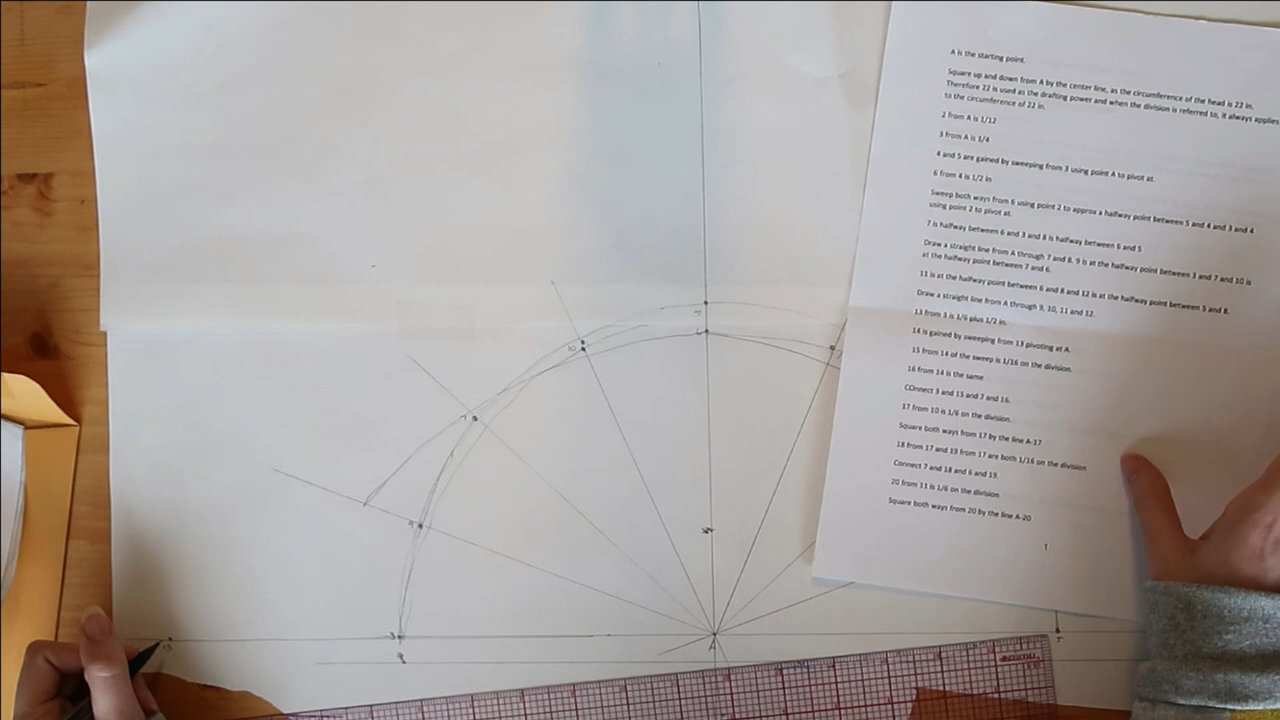 A is the starting point.
Square up and down from A by the center line, as the circumference of the head is 22 in.
Therefore 22 is used as the drafting power and when the division is referred to, it always applies
to the circumference of 22 in.
2 from A is 1/12
3 from A is 1/4
4 and 5 are gained by sweeping from 3 using point A to pivot at.
6 from 4 is 1/2 in
Sweep both ways from 6 using point 2 to approx a halfway point between 5 and 4 and 3 and 4
using point 2 to pivot at.
7 is halfway between 6 and 3 and 8 is halfway between 6 and 5
Draw a straight line from A through 7 and 8. 9 is at the halfway point between 3 and 7 and 10 is
at the halfway point between 7 and 6.
11 is at the halfway point between 6 and 8 and 12 is at the halfway point between 5 and 8.
Draw a straight line from A through 9, 10, 11 and 12.
13 from 3 is 1/6 plus 1/2 in.
14 is gained by sweeping from 13 pivoting at A.
15 from 14 of the sweep is 1/16 on the division.
16 from 14 is the same
COnnect 3 and 15 and 7 and 16.
17 from 10 is 1/6 on the division.
Square both ways from 17 by the line A-17
18 from 17 and 19 from 17 are both 1/16 on the division
Connect 7 and 18 and 6 and 19.
20 from 11 is 1/6 on the division
Square both ways from 20 by the line A-20
1
4
10
7
9
3
A
5